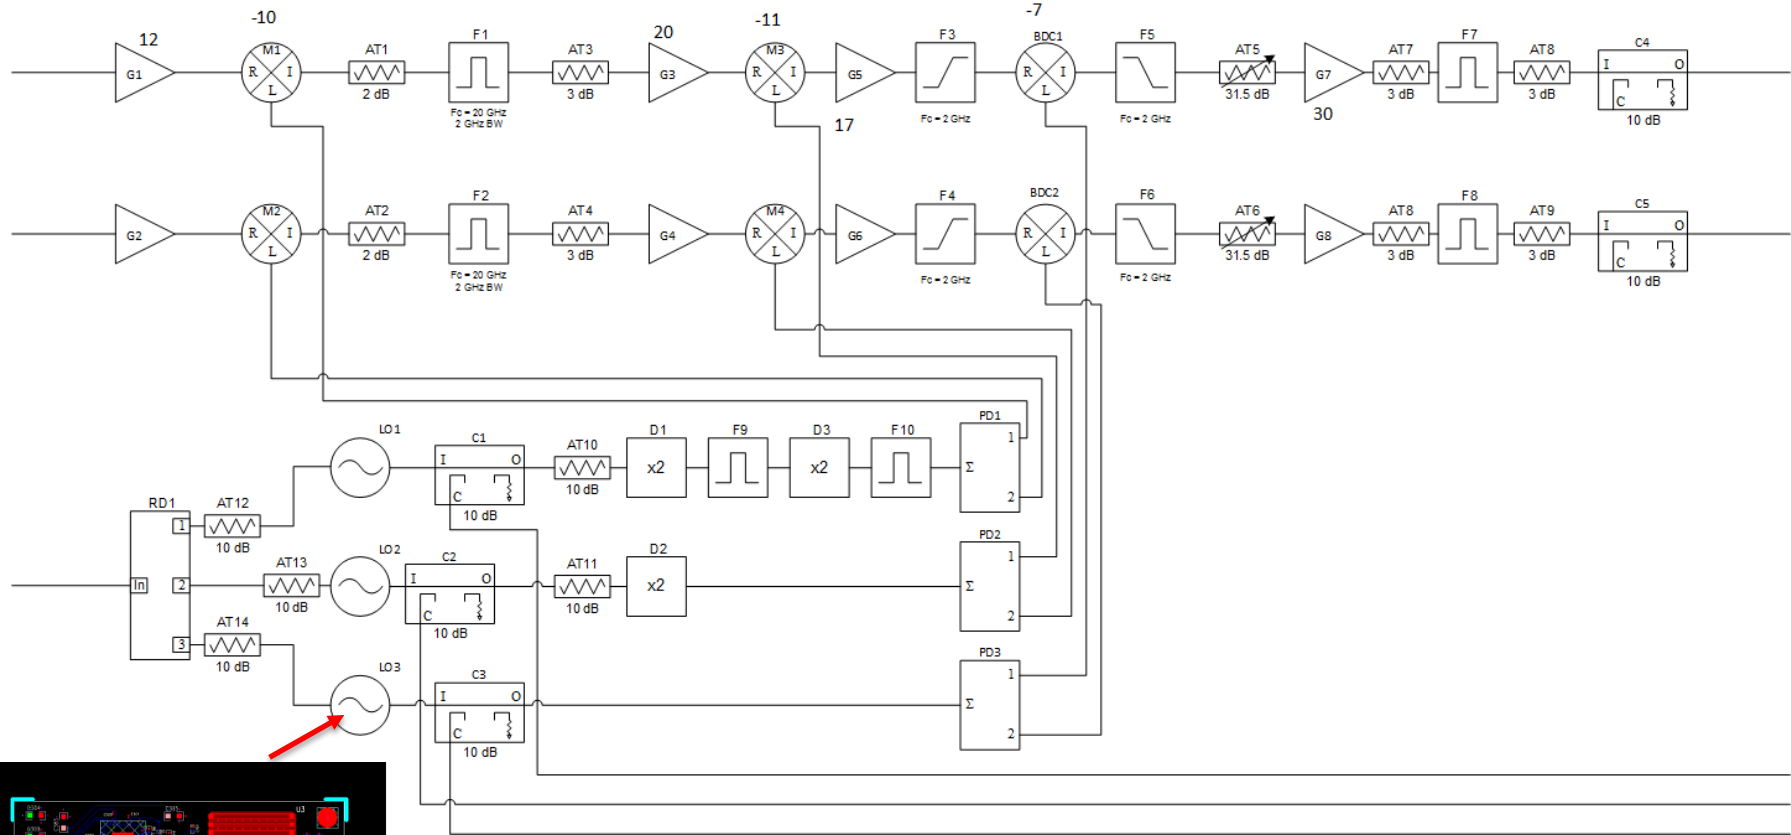 -10
-11
-7
12
20
M1
AT1
F1
AT3
M3
F3
BDC1
F5
AT5
AT7
F7
AT8
C4
G1
R I
L
2 dB
3 dB
G3
R I
L
G5
R I
L
31.5 dB
G7
3 dB
3 dB
I O
C
10 dB
Fc = 20 GHz
2 GHz BW
17
Fc = 2 GHz
Fc = 2 GHz
30
M2
AT2
F2
AT4
M4
F4
BDC2
F6
AT6
AT8
F8
AT9
C5
G2
R I
L
2 dB
3 dB
G4
R I
L
G6
R I
L
31.5 dB
G8
3 dB
3 dB
I O
C
10 dB
Fc = 20 GHz
2 GHz BW
Fc = 2 GHz
Fc = 2 GHz
LO1
C1
I O
C
10 dB
AT10
10 dB
D1
x2
F9
D3
x2
F10
PD1
1
Σ
2
RD1
In
1
2
3
AT12
10 dB
AT13
10 dB
LO2
C2
I O
C
10 dB
AT11
10 dB
D2
x2
PD2
1
Σ
2
AT14
10 dB
LO3
C3
I O
C
10 dB
PD3
1
Σ
2
U3